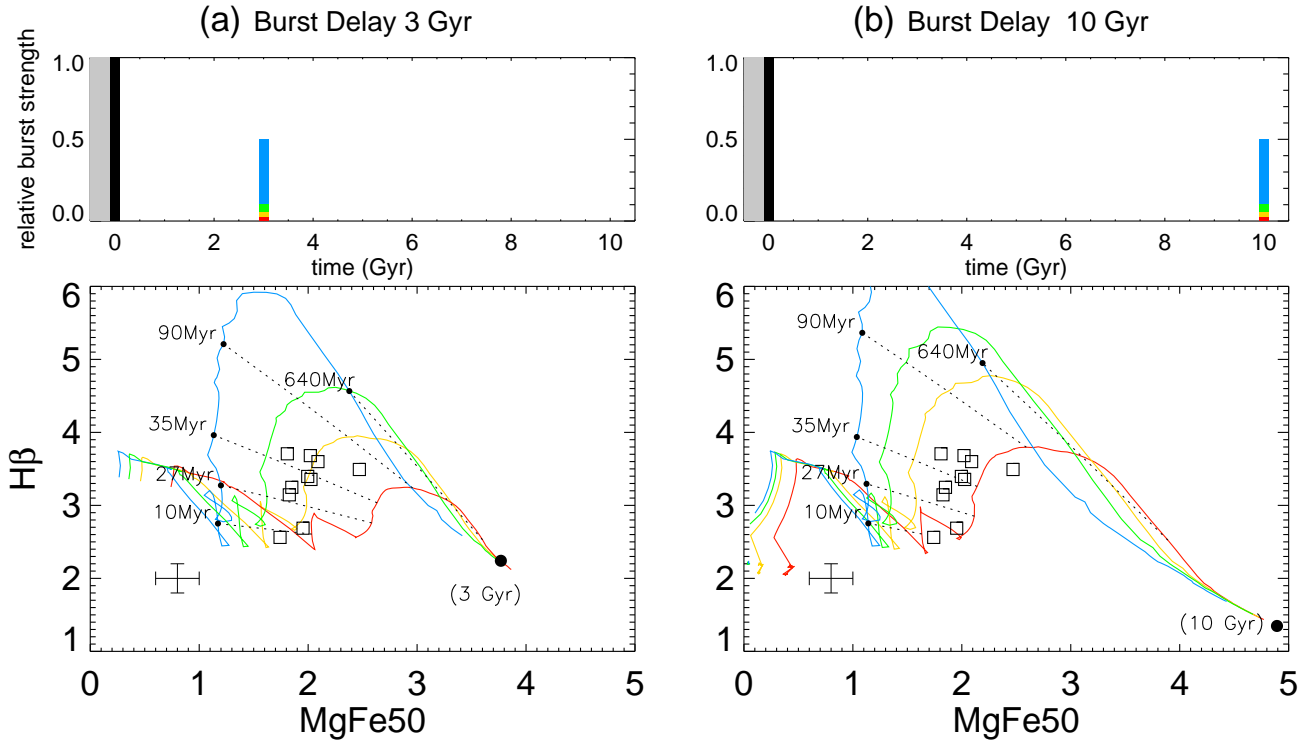 (a) Burst Delay 3 Gyr
(b) Burst Delay 10 Gyr
relative burst strength
1.0
0.5
0.0
0 2 4 6 8 10
time (Gyr)
1.0
0.5
0.0
0 2 4 6 8 10
time (Gyr)
Hβ
6
5
4
3
2
1
90Myr
640Myr
35Myr
27Myr
10Myr
(3 Gyr)
0 1 2 3 4 5
MgFe50
6
5
4
3
2
1
90Myr
640Myr
35Myr
27Myr
10Myr
(10 Gyr)
0 1 2 3 4 5
MgFe50